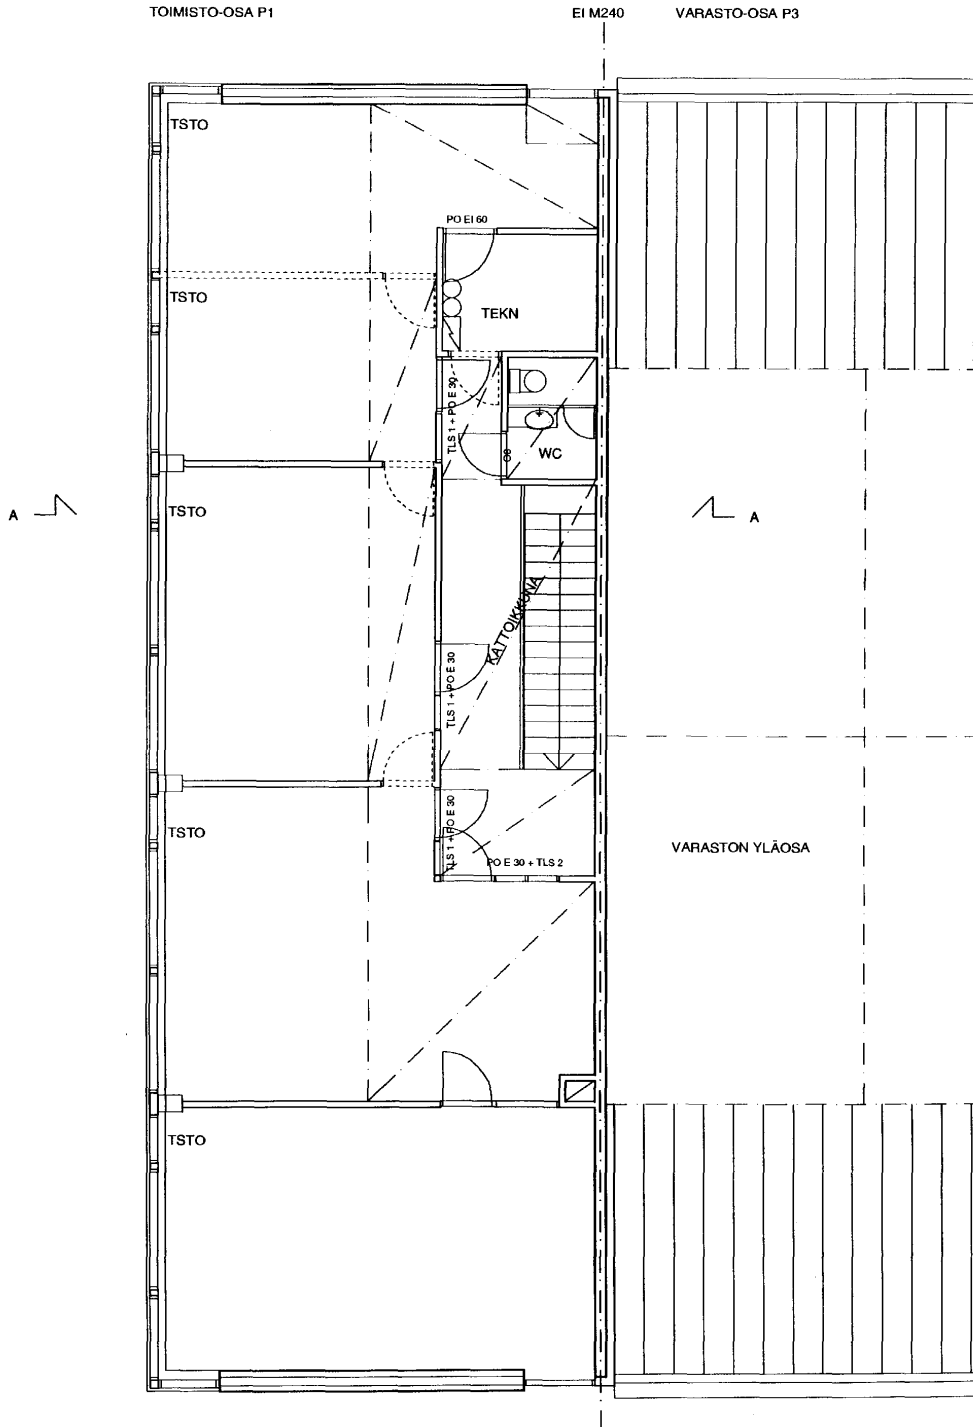 TOIMISTO-OSA P1
EI M240
VARASTO-OSA P3
TSTO
PO EI 60
TSTO
TEKN
TLS 1 + PO E 30
WC
A
TSTO
A
KATTOIKKUNA
TLS 1 + PO E 30
TSTO
TLS 1 + PO E 30
PO E 30 + TLS 2
VARASTON YLÄOSA
TSTO